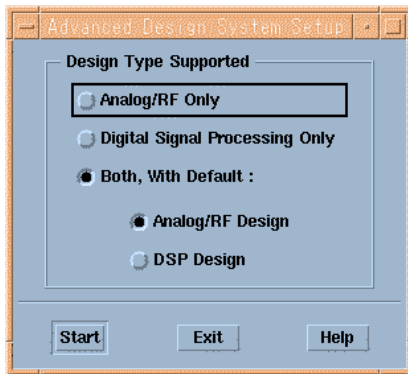 Advanced Design System Setup
Design Type Supported
Analog/RF Only
Digital Signal Processing Only
Both, With Default :
Analog/RF Design
DSP Design
Start Exit Help